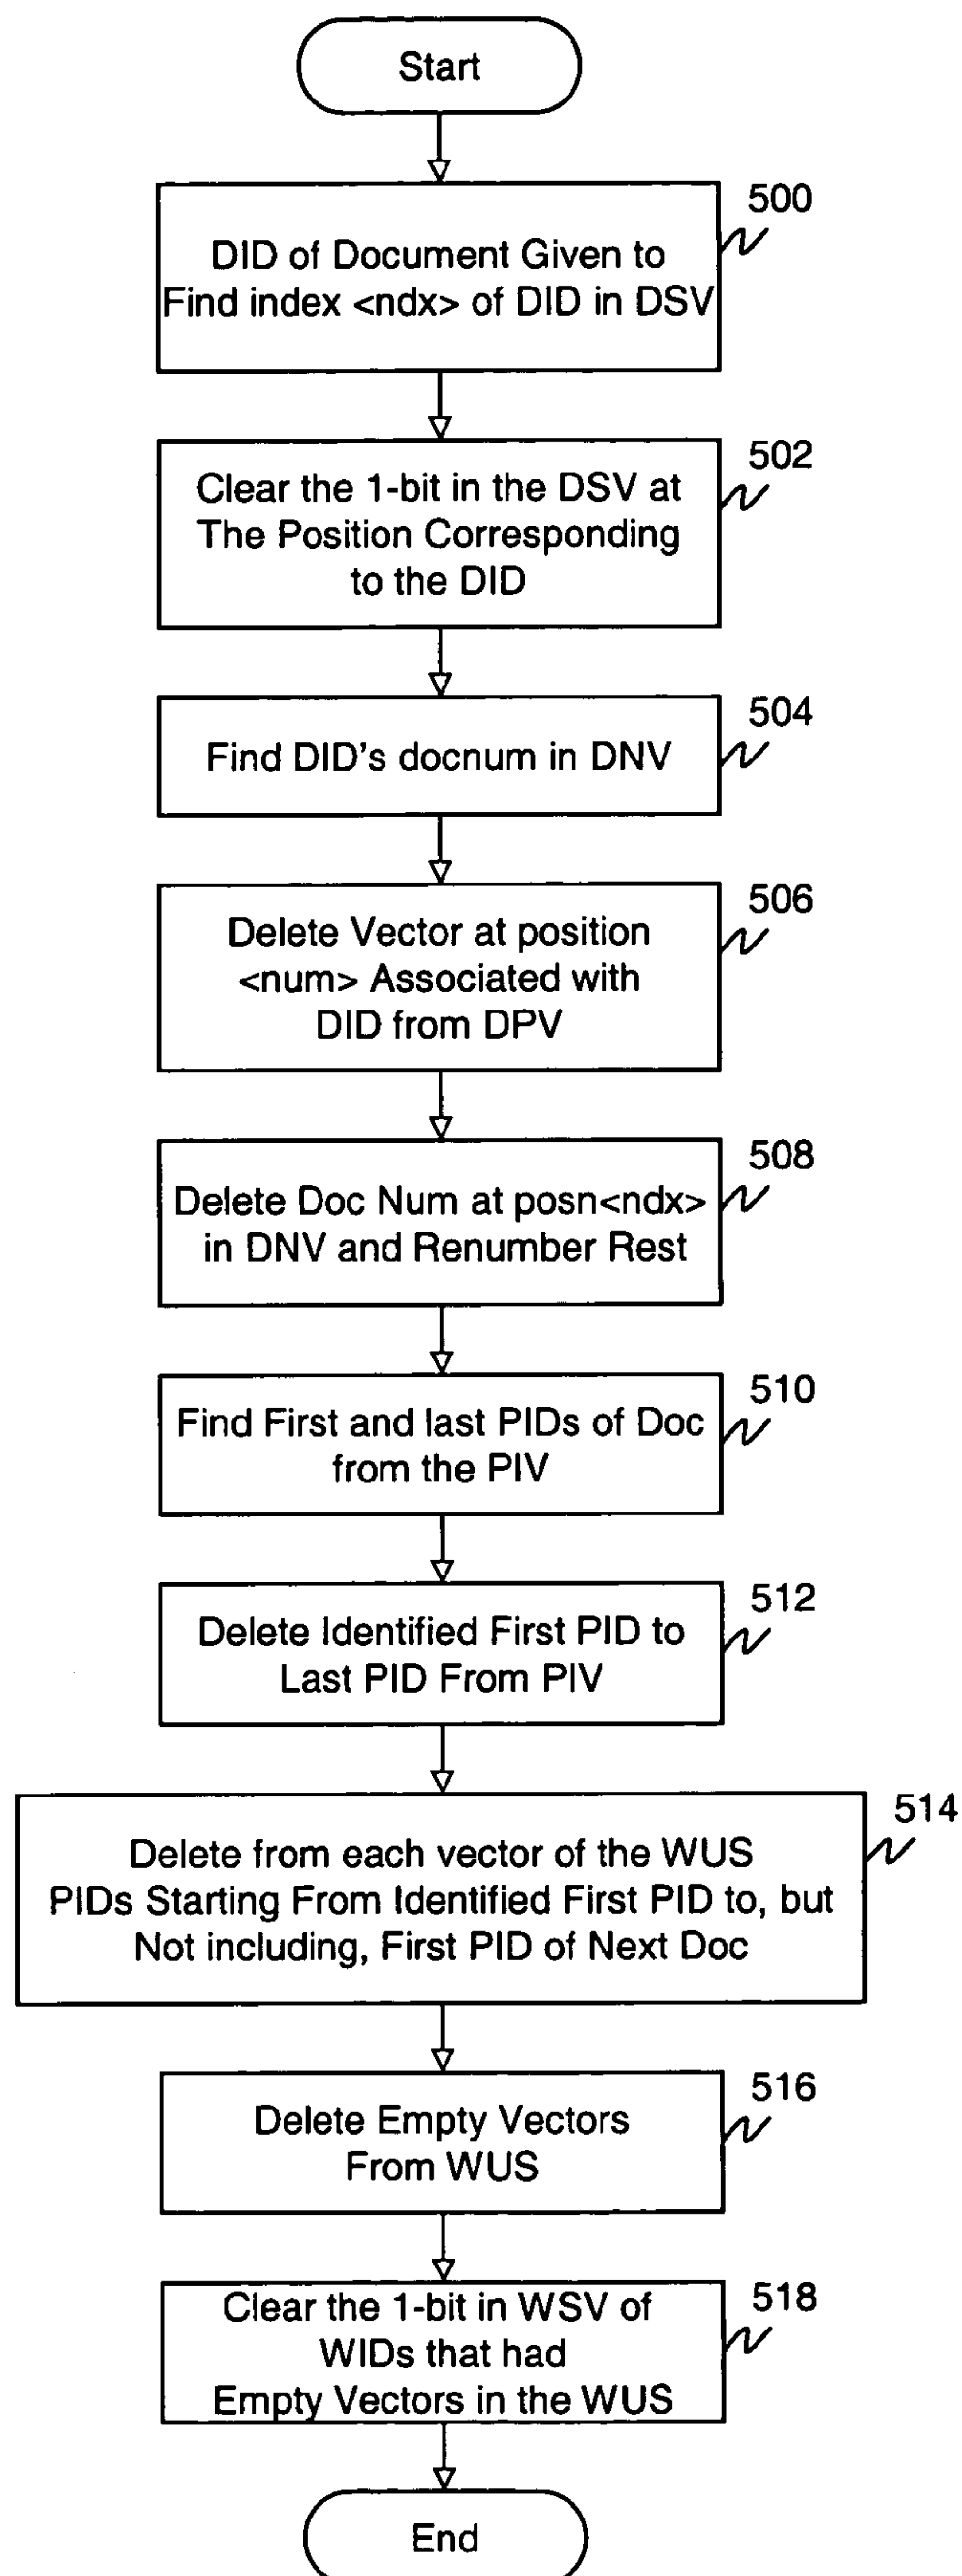 Start
500
DID of Document Given to
Find index <ndx> of DID in DSV
502
Clear the 1-bit in the DSV at
The Position Corresponding
to the DID
504
Find DID's docnum in DNV
506
Delete Vector at position
<num> Associated with
DID from DPV
508
Delete Doc Num at posn<ndx>
in DNV and Renumber Rest
510
Find First and last PIDs of Doc
from the PIV
512
Delete Identified First PID to
Last PID From PIV
514
Delete from each vector of the WUS
PIDs Starting From Identified First PID to, but
Not including, First PID of Next Doc
516
Delete Empty Vectors
From WUS
518
Clear the 1-bit in WSV of
WIDs that had
Empty Vectors in the WUS
End